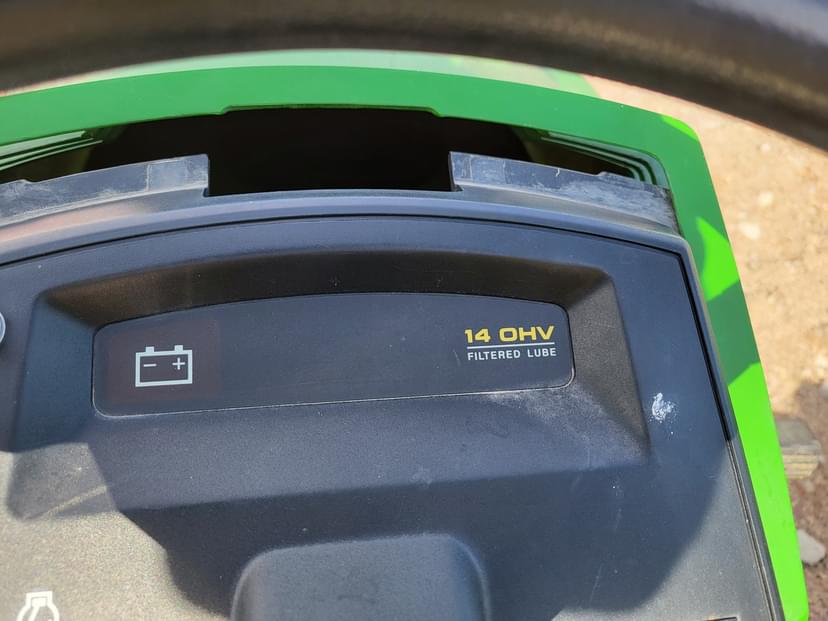 14 OHV
FILTERED LUBE